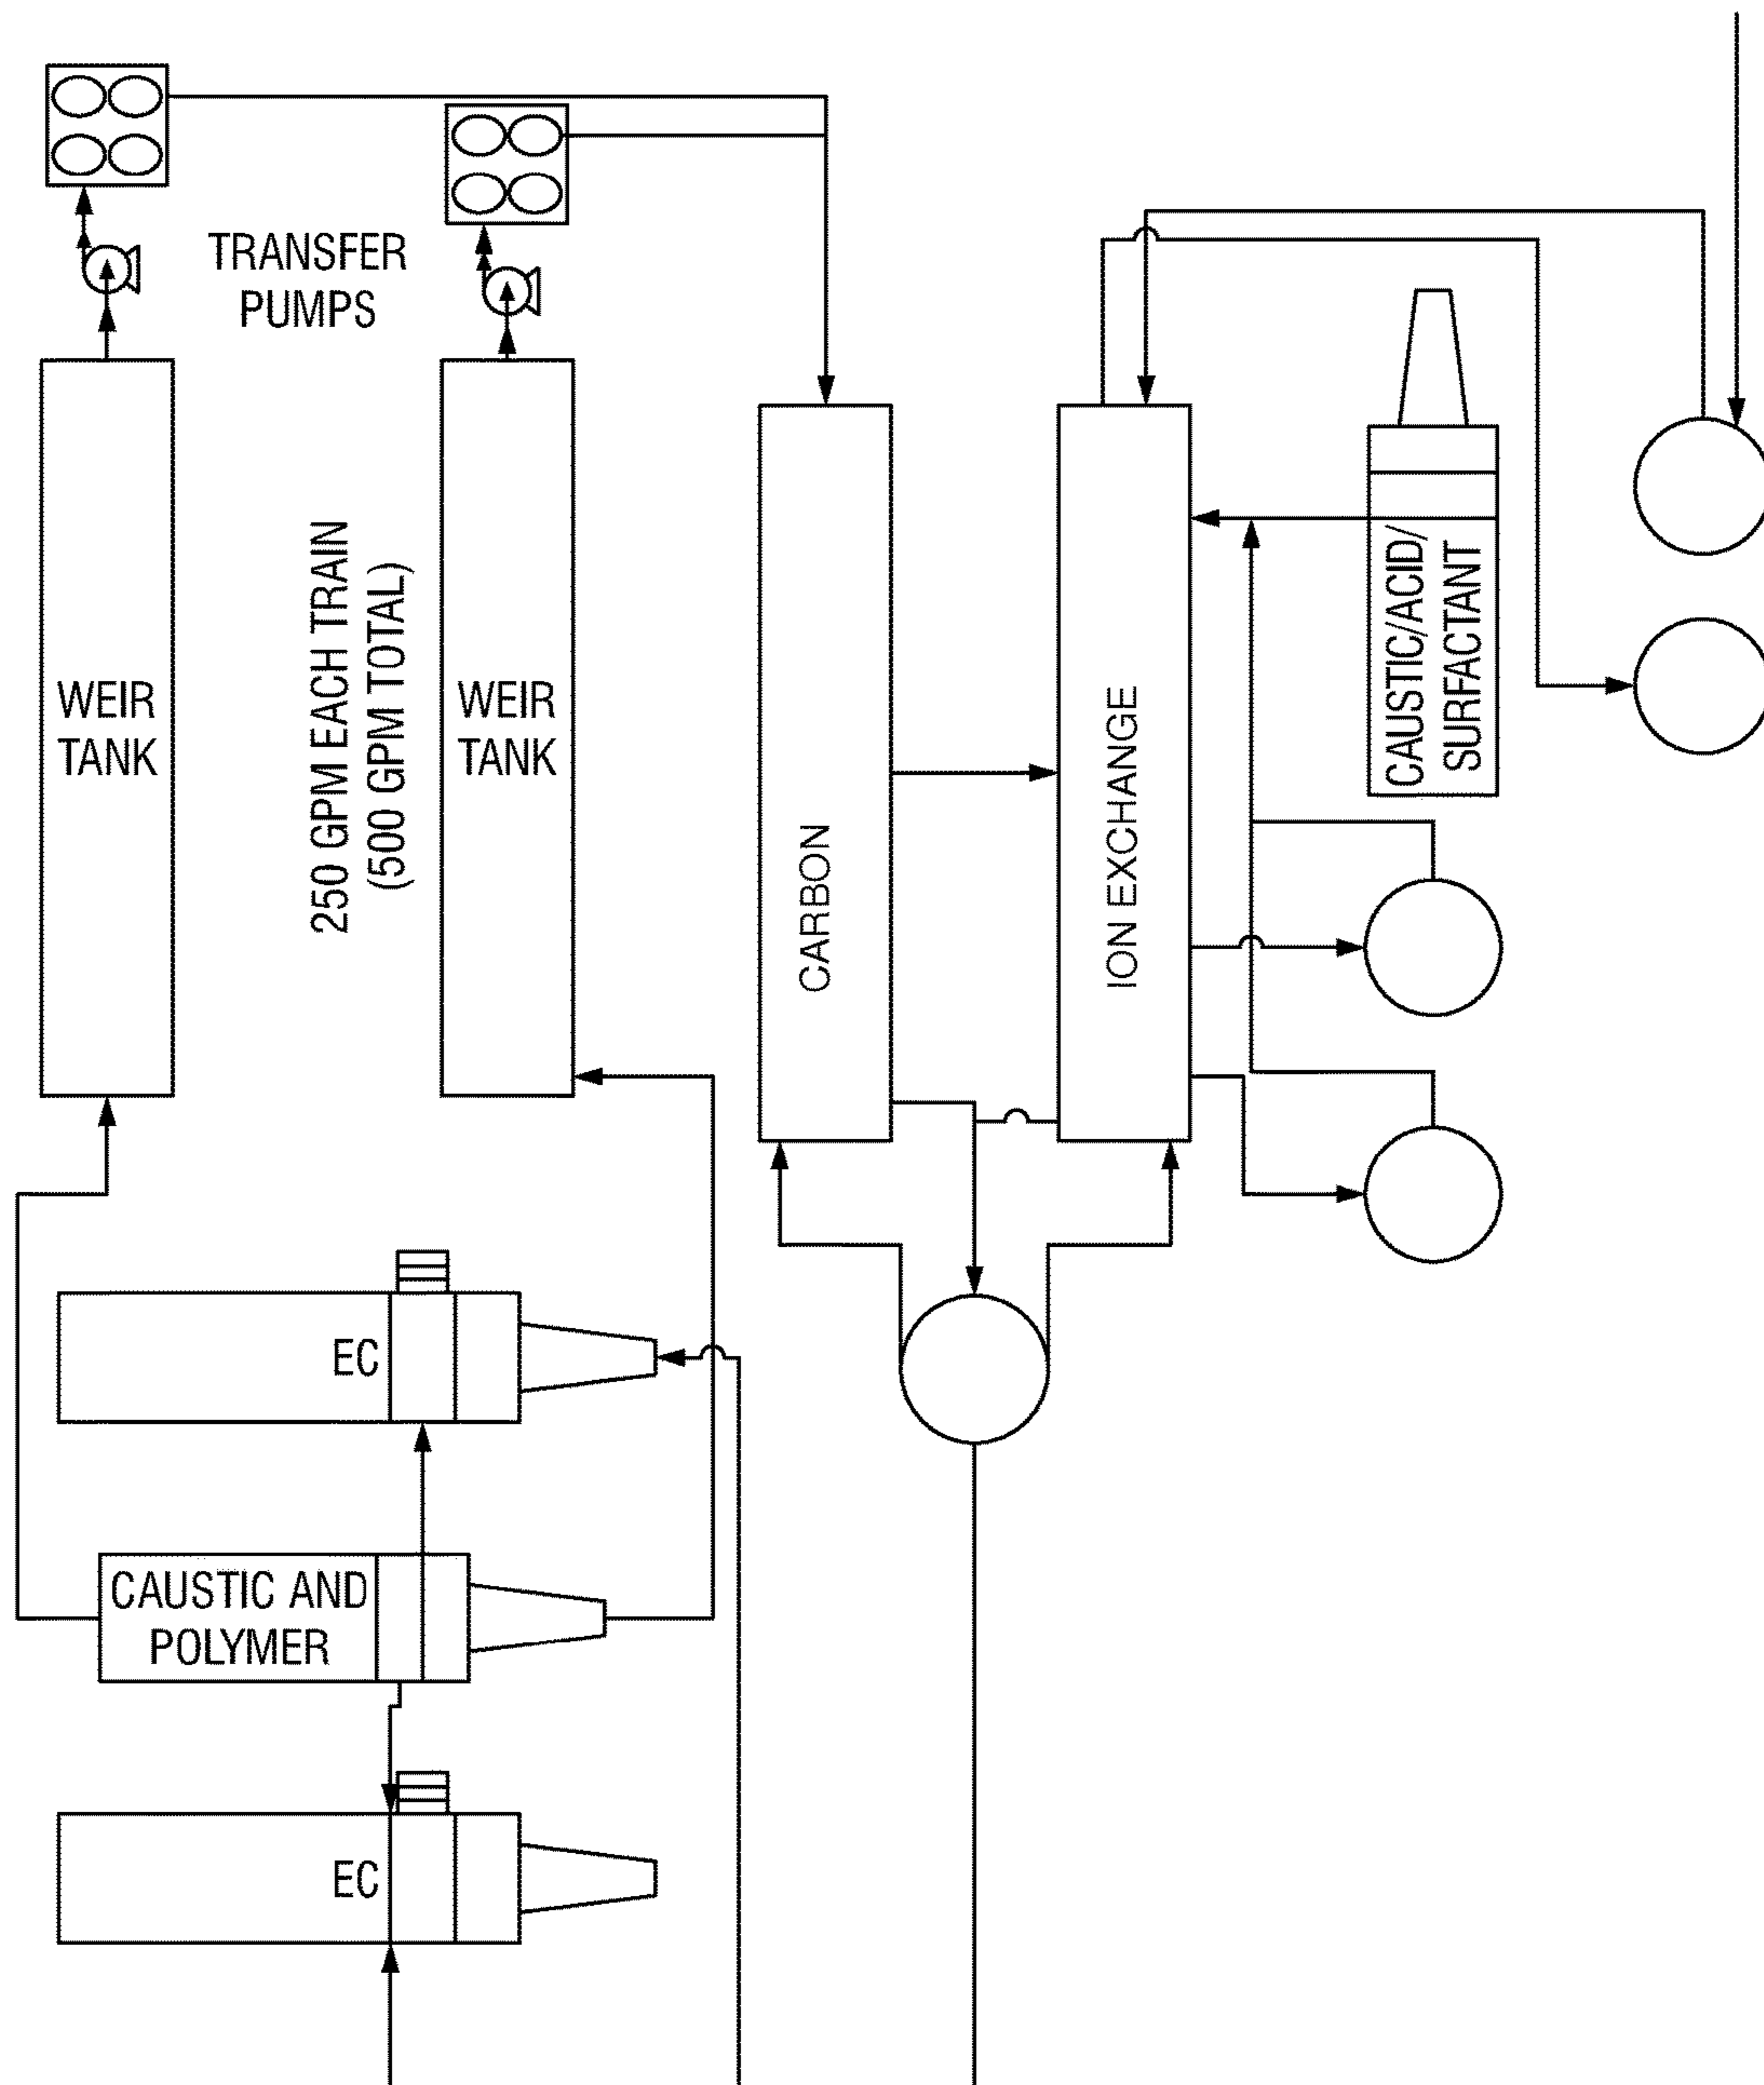 TRANSFER
PUMPS
WEIR
TANK
250 GPM EACH TRAIN
(500 GPM TOTAL)
WEIR
TANK
CARBON
ION EXCHANGE
CAUSTIC/ACID/
SURFACTANT
EC
CAUSTIC AND
POLYMER
EC